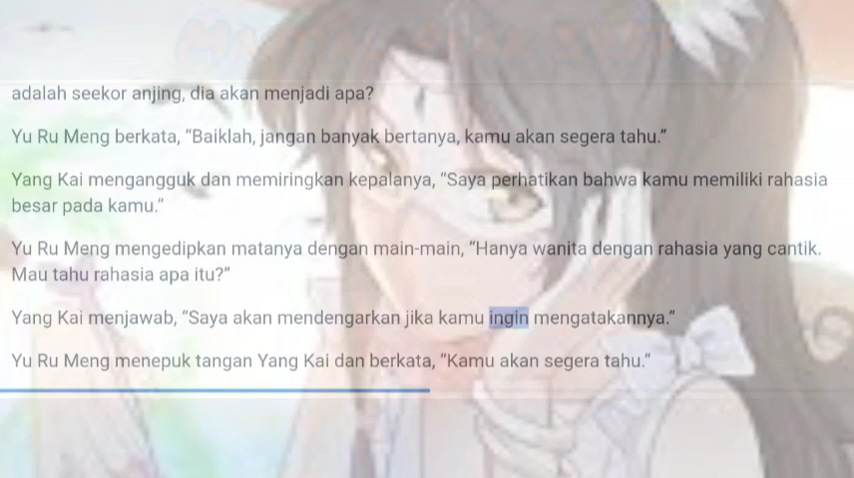 adalah seekor anjing, dia akan menjadi apa?
Yu Ru Meng berkata, “Baiklah, jangan banyak bertanya, kamu akan segera tahu.”
Yang Kai mengangguk dan memiringkan kepalanya, “Saya perhatikan bahwa kamu memiliki rahasia
besar pada kamu.”
Yu Ru Meng mengedipkan matanya dengan main-main, “Hanya wanita dengan rahasia yang cantik.
Mau tahu rahasia apa itu?”
Yang Kai menjawab, “Saya akan mendengarkan jika kamu ingin mengatakannya.”
Yu Ru Meng menepuk tangan Yang Kai dan berkata, “Kamu akan segera tahu.”